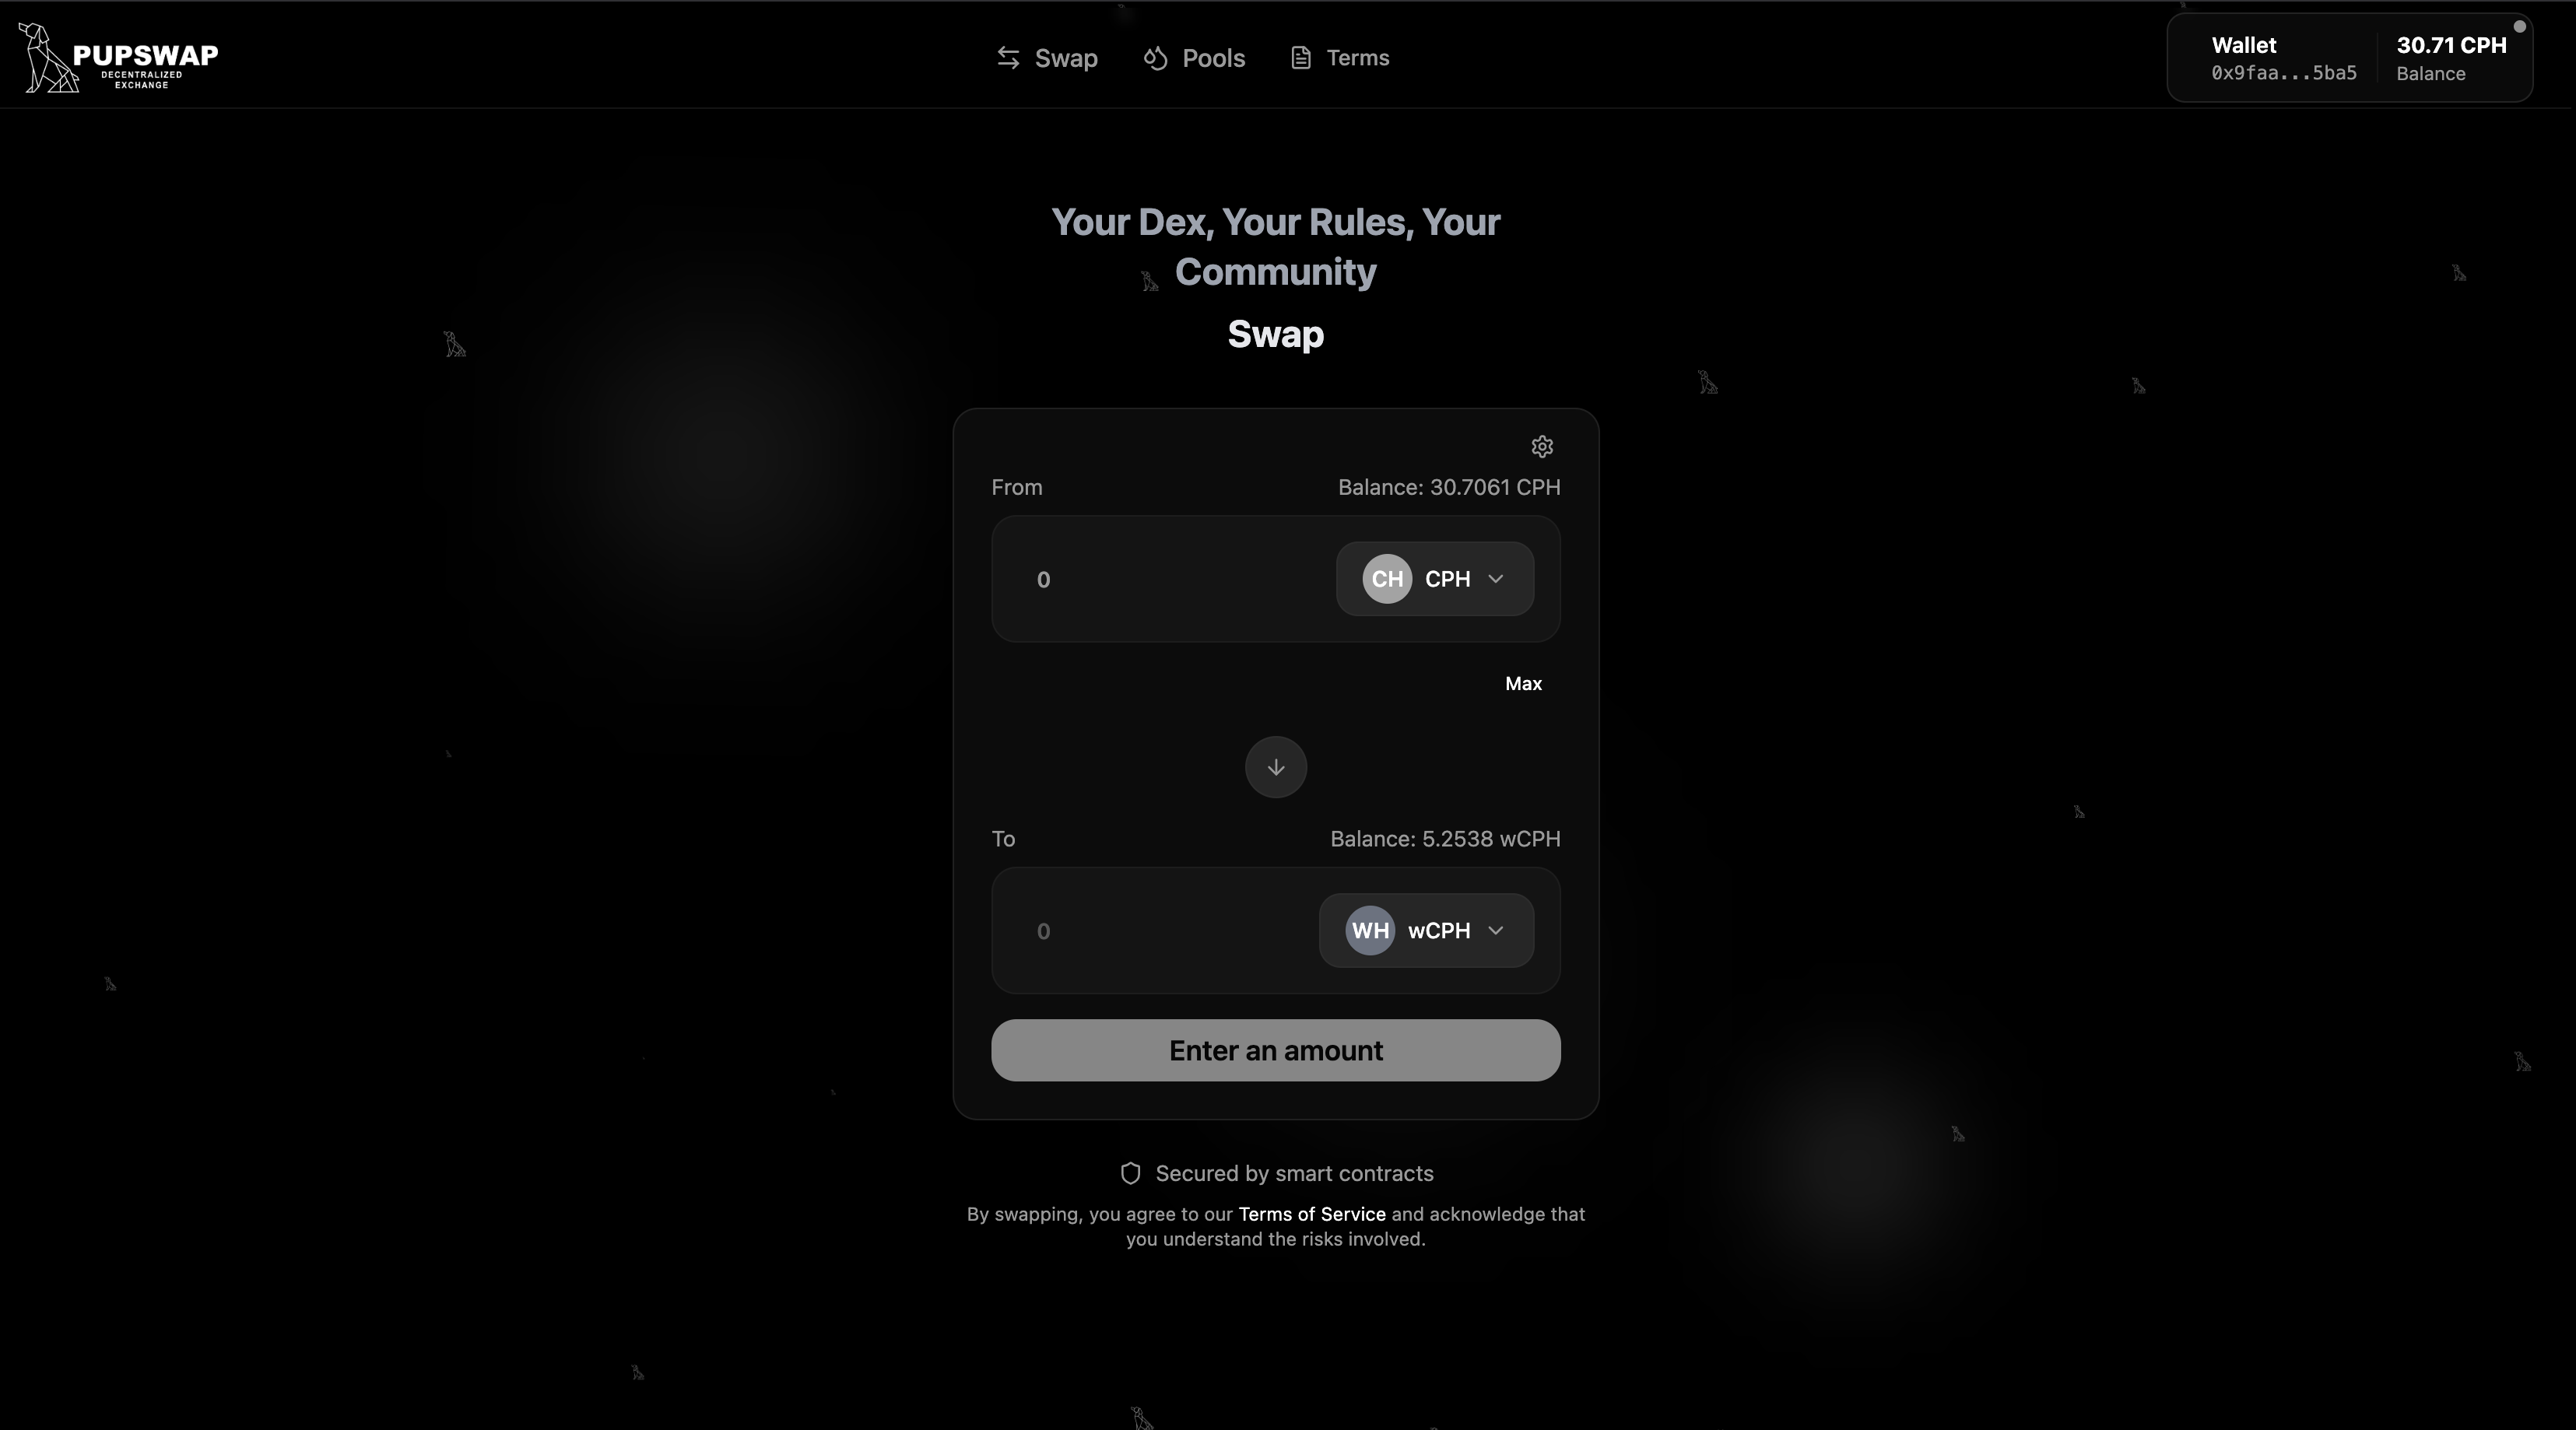 PUPSWAP
DECENTRALIZED
EXCHANGE
Swap
Pools
Terms
Wallet
0x9faa...5ba5
30.71 CPH
Balance
Your Dex, Your Rules, Your
Community
Swap
From
Balance: 30.7061 CPH
0
CH
CPH
Max
To
Balance: 5.2538 wCPH
0
WH
wCPH
Enter an amount
Secured by smart contracts
By swapping, you agree to our Terms of Service and acknowledge that
you understand the risks involved.